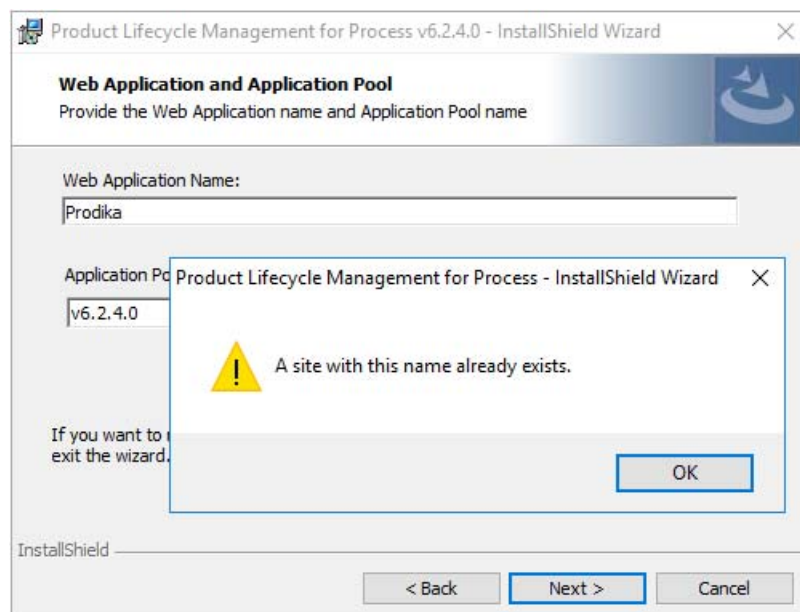 Product Lifecycle Management for Process v6.2.4.0 - InstallShield Wizard
Web Application and Application Pool
Provide the Web Application name and Application Pool name
Web Application Name:
Prodika
Application
v6.2.4.0
Product Lifecycle Management for Process - InstallShield Wizard
A site with this name already exists.
OK
If you want to
exit the wizard.
InstallShield
< Back
Next >
Cancel